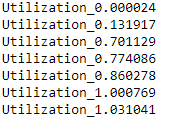 Utilization_0.000024
Utilization_0.131917
Utilization_0.701129
Utilization_0.774086
Utilization_0.860278
Utilization_1.000769
Utilization_1.031041